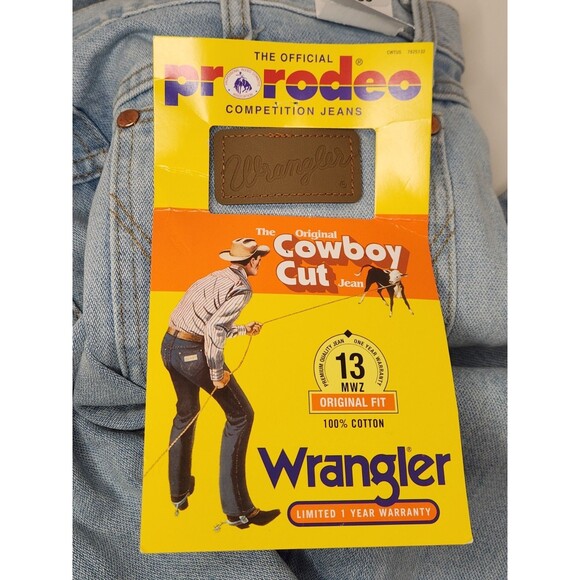 THE OFFICIAL
prorodeo®
COMPETITION JEANS
Wrangler
The Original
Cowboy
Cut
Jean
PREMIUM QUALITY JEAN ONE YEAR WARRANTY
13
MWZ
ORIGINAL FIT
100% COTTON
Wrangler®
LIMITED 1 YEAR WARRANTY